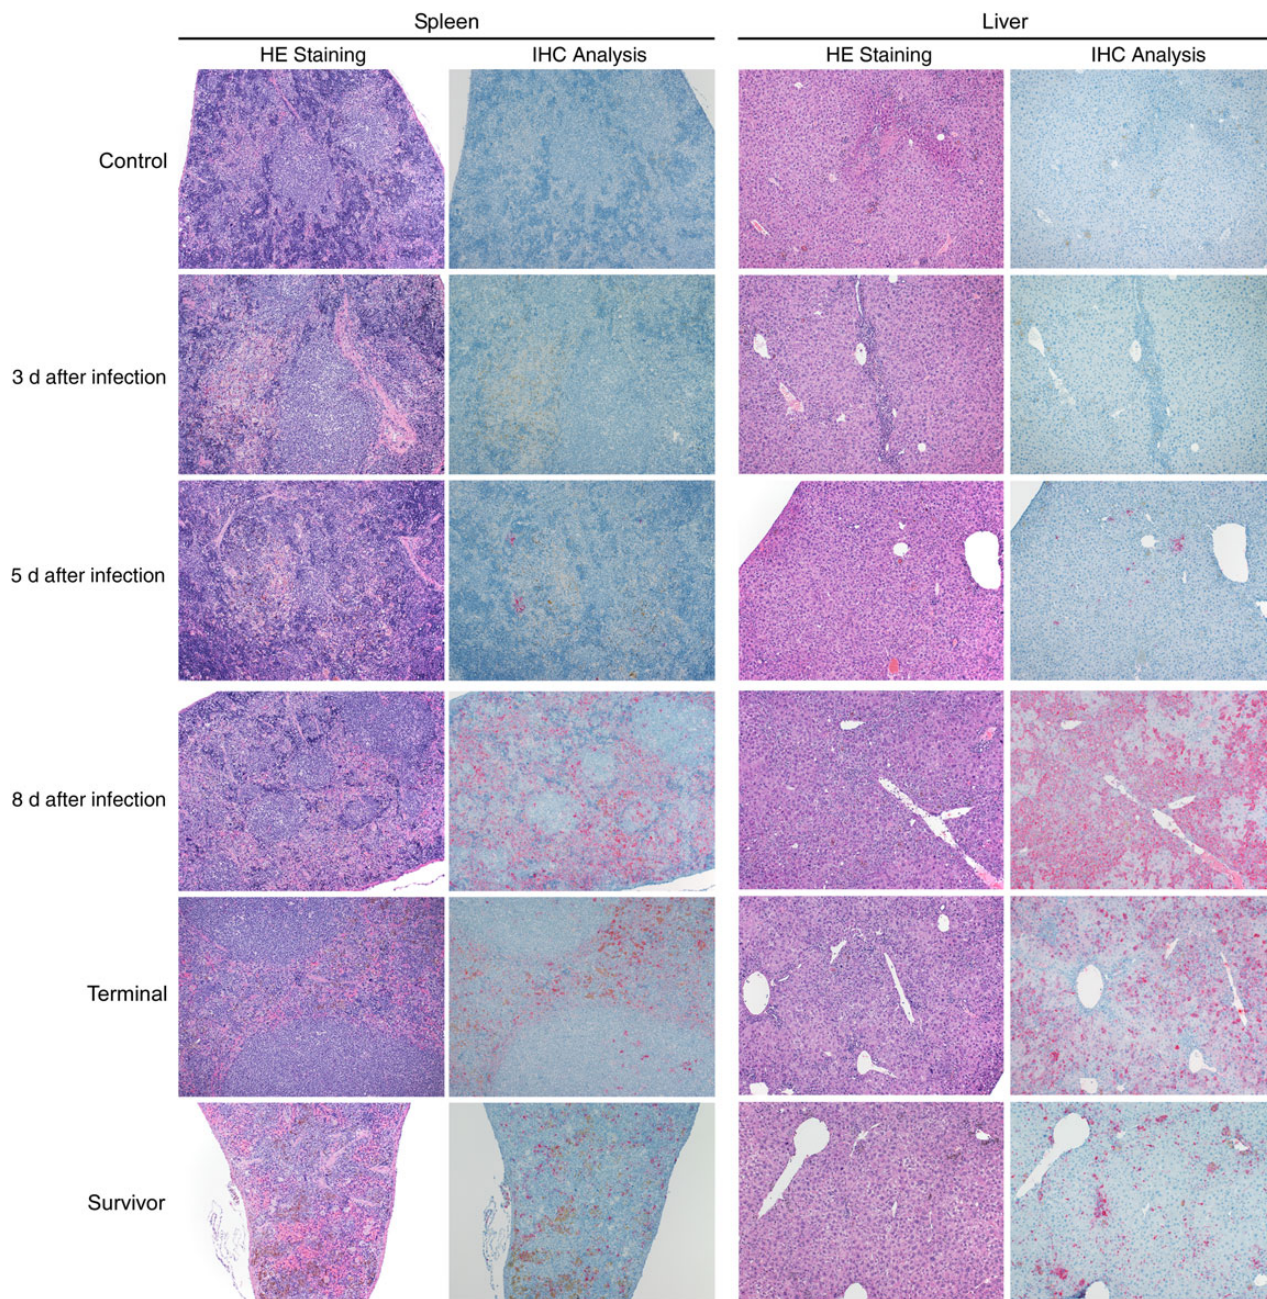 Spleen
Liver
HE Staining
IHC Analysis
HE Staining
IHC Analysis
Control
3 d after infection
5 d after infection
8 d after infection
Terminal
Survivor